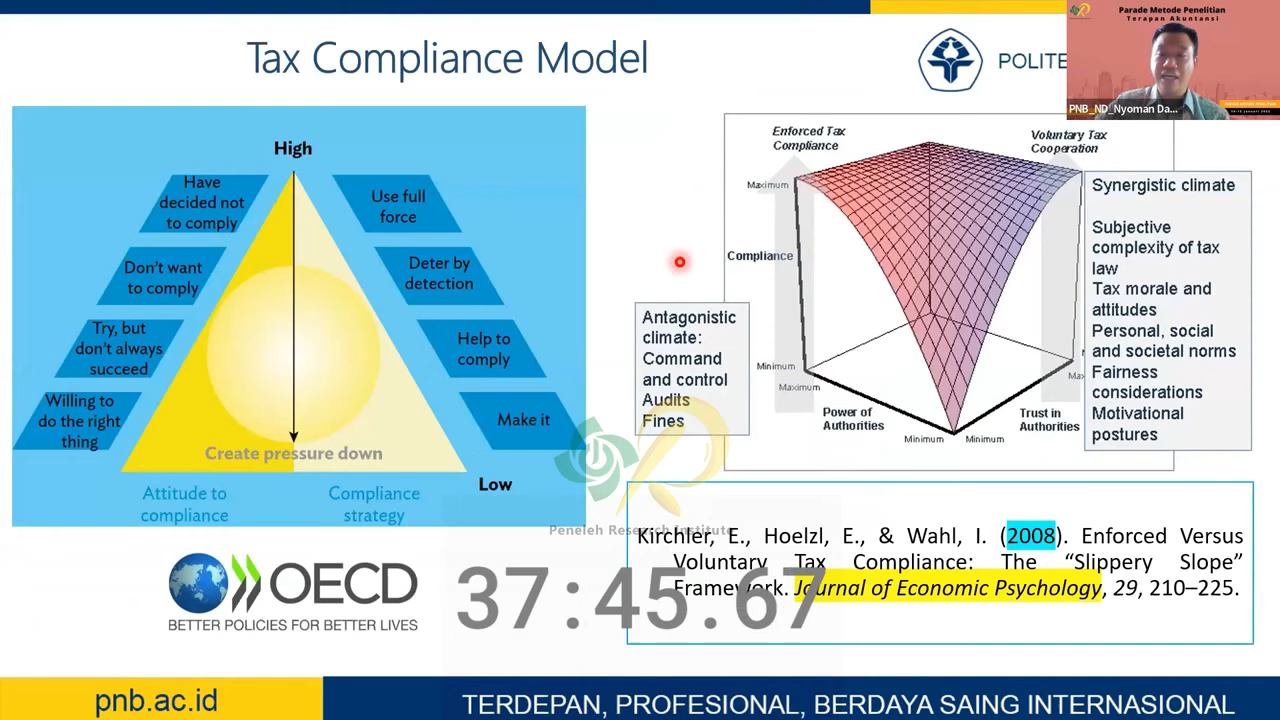 Tax Compliance Model
POLITE
Parade Metode Penelitian
Terapan Akuntansi
PNB_ND_Nyoman Da...
High
Have
decided not
to comply
Don't want
to comply
Try, but
don't always
succeed
Willing to
do the right
thing
Use full
force
Deter by
detection
Help to
comply
Make it
Create pressure down
Low
Attitude to
compliance
Compliance
strategy
OECD
BETTER POLICIES FOR BETTER LIVES
Enforced Tax
Compliance
Voluntary Tax
Cooperation
Maximum
Compliance
Minimum
Maximum
Power of
Authorities
Minimum
Minimum
Trust in
Authorities
Max
Antagonistic
climate:
Command
and control
Audits
Fines
Synergistic climate
Subjective
complexity of tax
law
Tax morale and
attitudes
Personal, social
and societal norms
Fairness
considerations
Motivational
postures
Peneleh Research Institute
Kirchler, E., Hoelzl, E., & Wahl, I. (2008). Enforced Versus
Voluntary Tax Compliance: The “Slippery Slope”
Framework. Journal of Economic Psychology, 29, 210–225.
37:45.67
pnb.ac.id
TERDEPAN, PROFESIONAL, BERDAYA SAING INTERNASIONAL